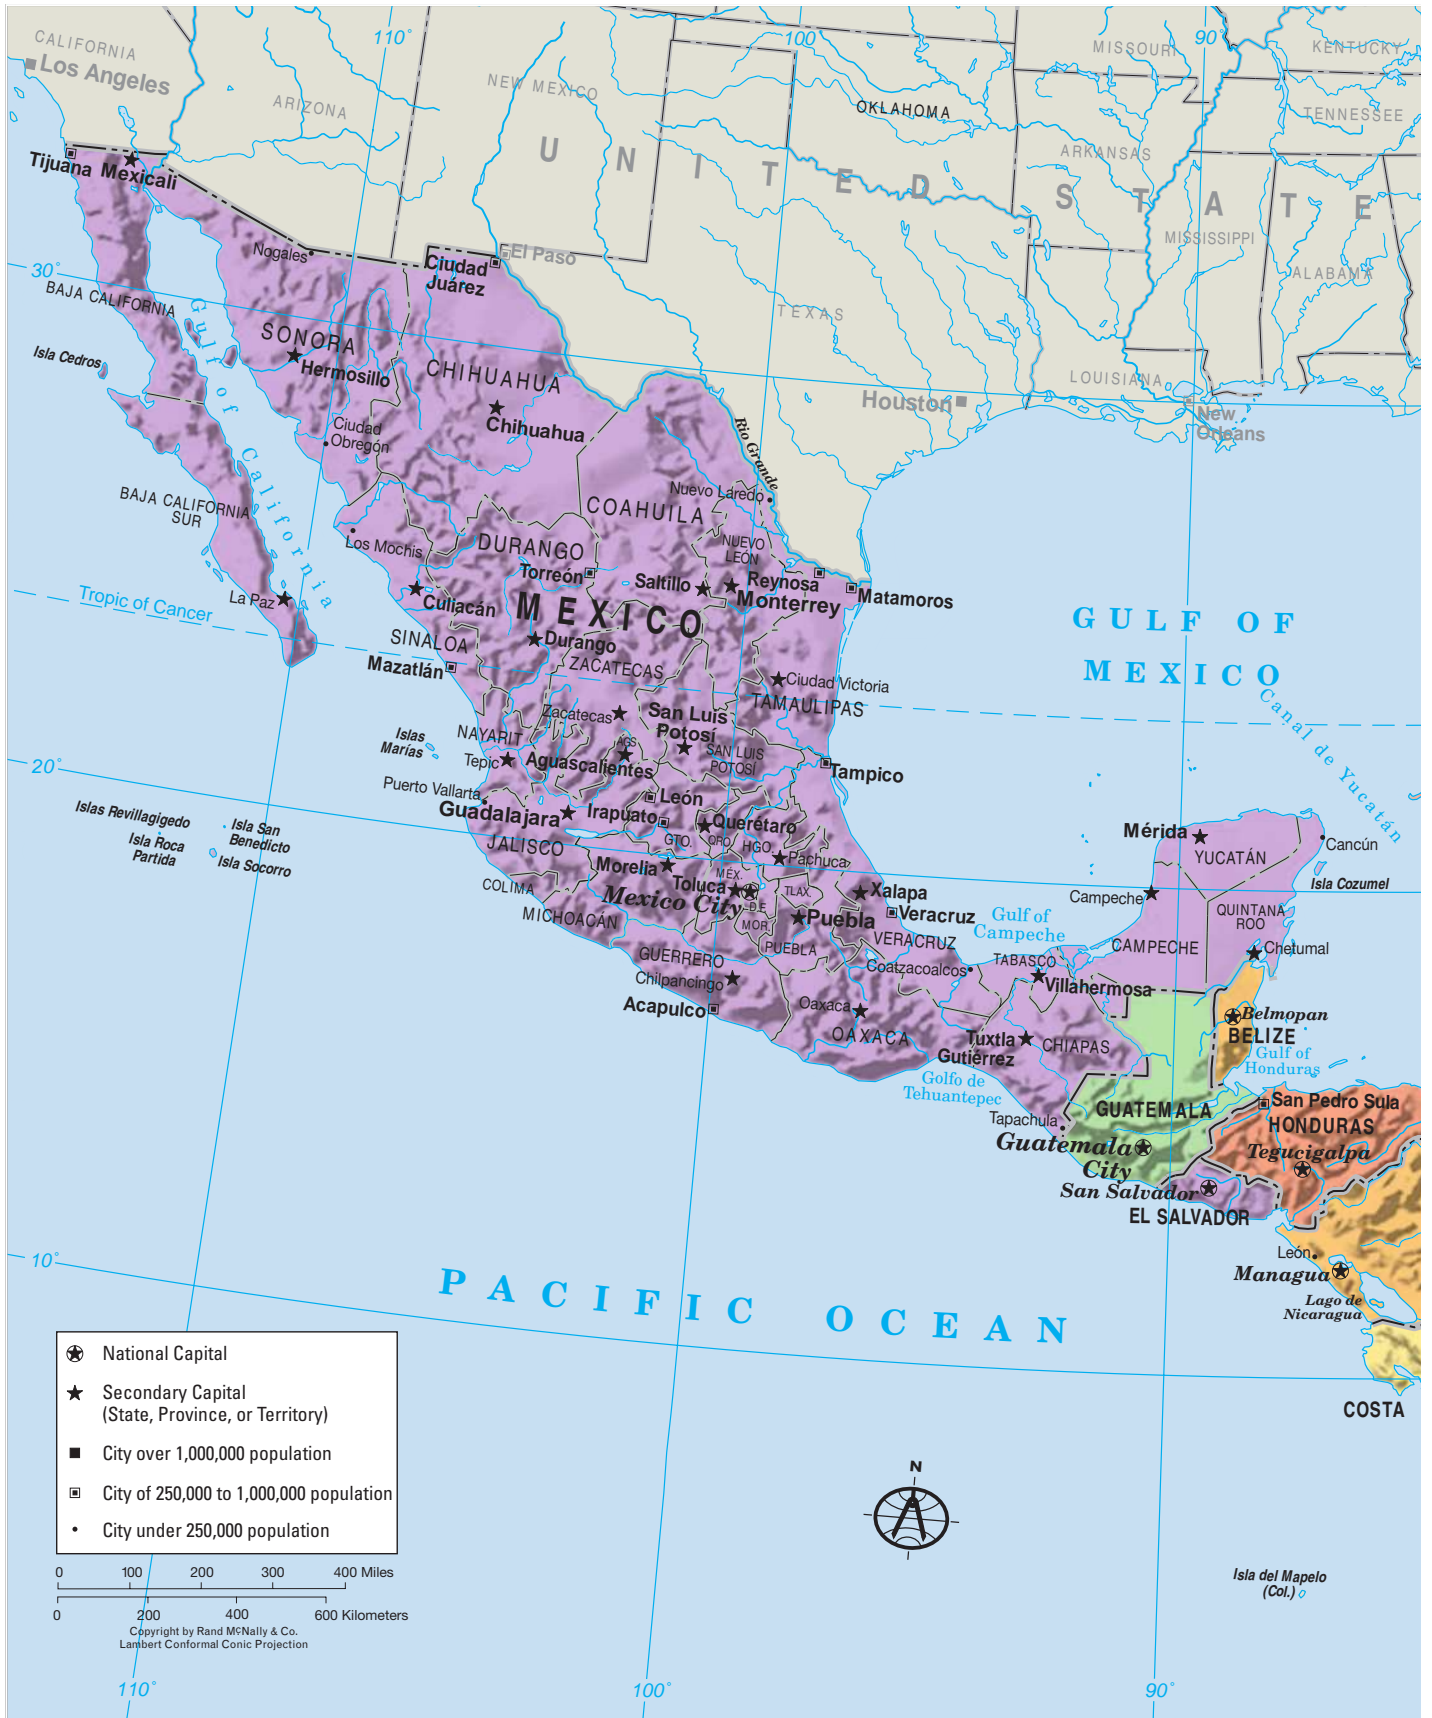 110°
100
90°
CALIFORNIA
Los Angeles
ARIZONA
NEW MEXICO
OKLAHOMA
MISSOURI
KENTUCKY
TENNESSEE
ARKANSAS
UNITED STATE
MISSISSIPPI
ALABAMA
TEXAS
LOUISIANA
Houston
New
Orleans
El Paso
Tijuana
Mexicali
Nogales
Ciudad
Juárez
30°
BAJA CALIFORNIA
Gulf of California
SONORA
Hermosillo
Isla Cedros
CHIHUAHUA
Chihuahua
Ciudad
Obregón
Rio Grande
Nuevo Laredo
COAHUILA
BAJA CALIFORNIA
SUR
Los Mochis
DURANGO
NUEVO
LEÓN
Torreón
Saltillo
Reynosa
Monterrey
Matamoros
La Paz
Culiacán
MEXICO
Tropic of Cancer
GULF OF
MEXICO
SINALOA
Durango
ZACATECAS
Mazatlán
Ciudad Victoria
TAMAULIPAS
Zacatecas
San Luis
Potosí
Canal de Yucatán
NAYARIT
AGS.
SAN LUIS
POTOSÍ
Islas
Marías
Tepic
Aguascalientes
Tampico
20°
Puerto Vallarta
León
Guadalajara
Irapuato
Querétaro
Islas Revillagigedo
Isla San
Benedicto
Isla Roca
Partida
Isla Socorro
JALISCO
GTO.
QRO.
HGO.
Pachuca
Mérida
YUCATÁN
Cancún
Isla Cozumel
Morelia
MÉX.
COLIMA
Toluca
TLAX.
Xalapa
Mexico City
D.F.
Campeche
QUINTANA
ROO
MICHOACÁN
MOR.
Puebla
Veracruz
Gulf of
Campeche
PUEBLA
VERACRUZ
CAMPECHE
Chetumal
GUERRERO
Coatzacoalcos
TABASCO
Chilpancingo
Villahermosa
Acapulco
Oaxaca
Belmopan
OAXACA
Tuxtla
Gutiérrez
CHIAPAS
BELIZE
Gulf of
Honduras
Golfo de
Tehuantepec
GUATEMALA
San Pedro Sula
Tapachula
HONDURAS
Guatemala
City
Tegucigalpa
San Salvador
EL SALVADOR
León
Managua
10°
Lago de
Nicaragua
PACIFIC OCEAN
COSTA
National Capital
Secondary Capital
(State, Province, or Territory)
City over 1,000,000 population
City of 250,000 to 1,000,000 population
City under 250,000 population
N
0 100 200 300 400 Miles
0 200 400 600 Kilometers
Copyright by Rand McNally & Co.
Lambert Conformal Conic Projection
Isla del Mapelo
(Col.)
110°
100°
90°